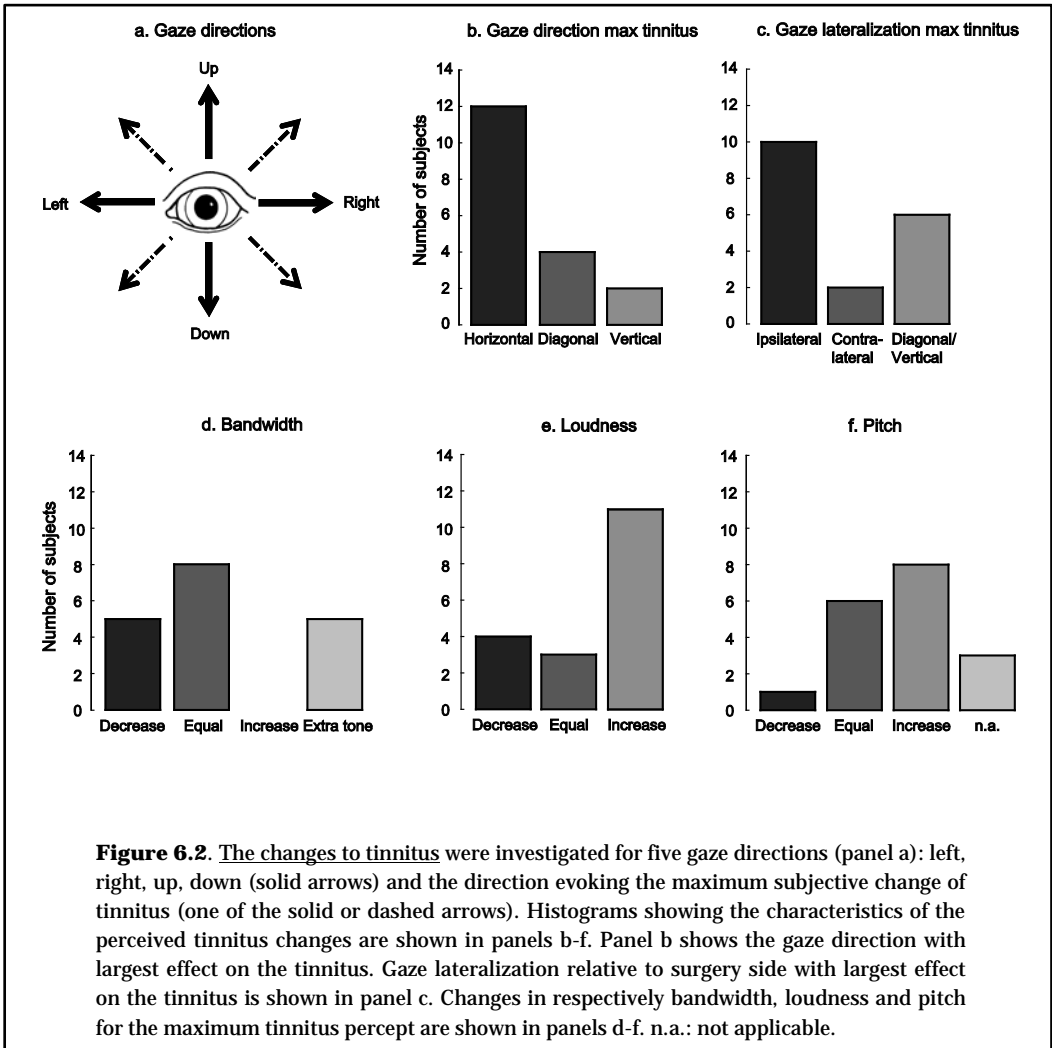 a. Gaze directions
Up
Left
Right
Down
b. Gaze direction max tinnitus
Number of subjects
14
12
10
8
6
4
2
0
Horizontal Diagonal Vertical
c. Gaze lateralization max tinnitus
14
12
10
8
6
4
2
0
Ipsilateral Contra- Diagonal/
lateral Vertical
d. Bandwidth
Number of subjects
14
12
10
8
6
4
2
0
Decrease Equal Increase Extra tone
e. Loudness
14
12
10
8
6
4
2
0
Decrease Equal Increase
f. Pitch
14
12
10
8
6
4
2
0
Decrease Equal Increase n.a.
Figure 6.2. The changes to tinnitus were investigated for five gaze directions (panel a): left,
right, up, down (solid arrows) and the direction evoking the maximum subjective change of
tinnitus (one of the solid or dashed arrows). Histograms showing the characteristics of the
perceived tinnitus changes are shown in panels b-f. Panel b shows the gaze direction with
largest effect on the tinnitus. Gaze lateralization relative to surgery side with largest effect
on the tinnitus is shown in panel c. Changes in respectively bandwidth, loudness and pitch
for the maximum tinnitus percept are shown in panels d-f. n.a.: not applicable.